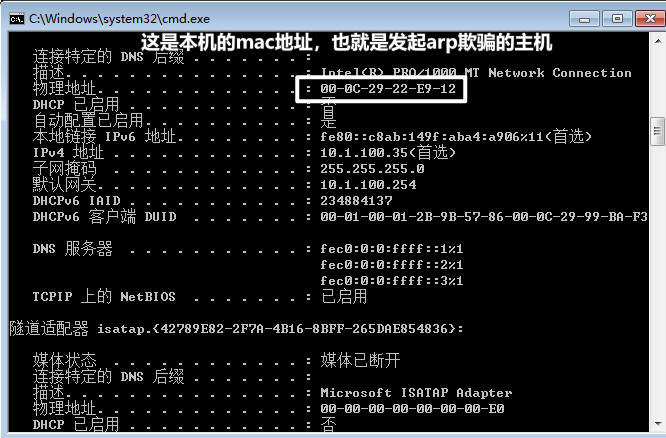 C:\Windows\system32\cmd.exe
这是本机的mac地址，也就是发起arp欺骗的主机
连接特定的 DNS 后缀 . . . . . . . :
描述. . . . . . . . . . . . . . . : Intel(R) PRO/1000 MT Network Connection
物理地址. . . . . . . . . . . . . : 00-0C-29-22-E9-12
DHCP 已启用 . . . . . . . . . . . : 否
自动配置已启用. . . . . . . . . . : 是
本地链接 IPv6 地址. . . . . . . . : fe80::c8ab:149f:aba4:a906%11(首选)
IPv4 地址 . . . . . . . . . . . . : 10.1.100.35(首选)
子网掩码 . . . . . . . . . . . . : 255.255.255.0
默认网关. . . . . . . . . . . . . : 10.1.100.254
DHCPv6 IAID . . . . . . . . . . . : 234884137
DHCPv6 客户端 DUID . . . . . . . : 00-01-00-01-2B-9B-57-86-00-0C-29-99-BA-F3
DNS 服务器 . . . . . . . . . . . : fec0:0:0:ffff::1%1
fec0:0:0:ffff::2%1
fec0:0:0:ffff::3%1
TCPIP 上的 NetBIOS . . . . . . . : 已启用
隧道适配器 isatap.{42789E82-2F7A-4B16-8BFF-265DAE854836}:
媒体状态 . . . . . . . . . . . . : 媒体已断开
连接特定的 DNS 后缀 . . . . . . . :
描述. . . . . . . . . . . . . . . : Microsoft ISATAP Adapter
物理地址. . . . . . . . . . . . . : 00-00-00-00-00-00-00-E0
DHCP 已启用 . . . . . . . . . . . : 否